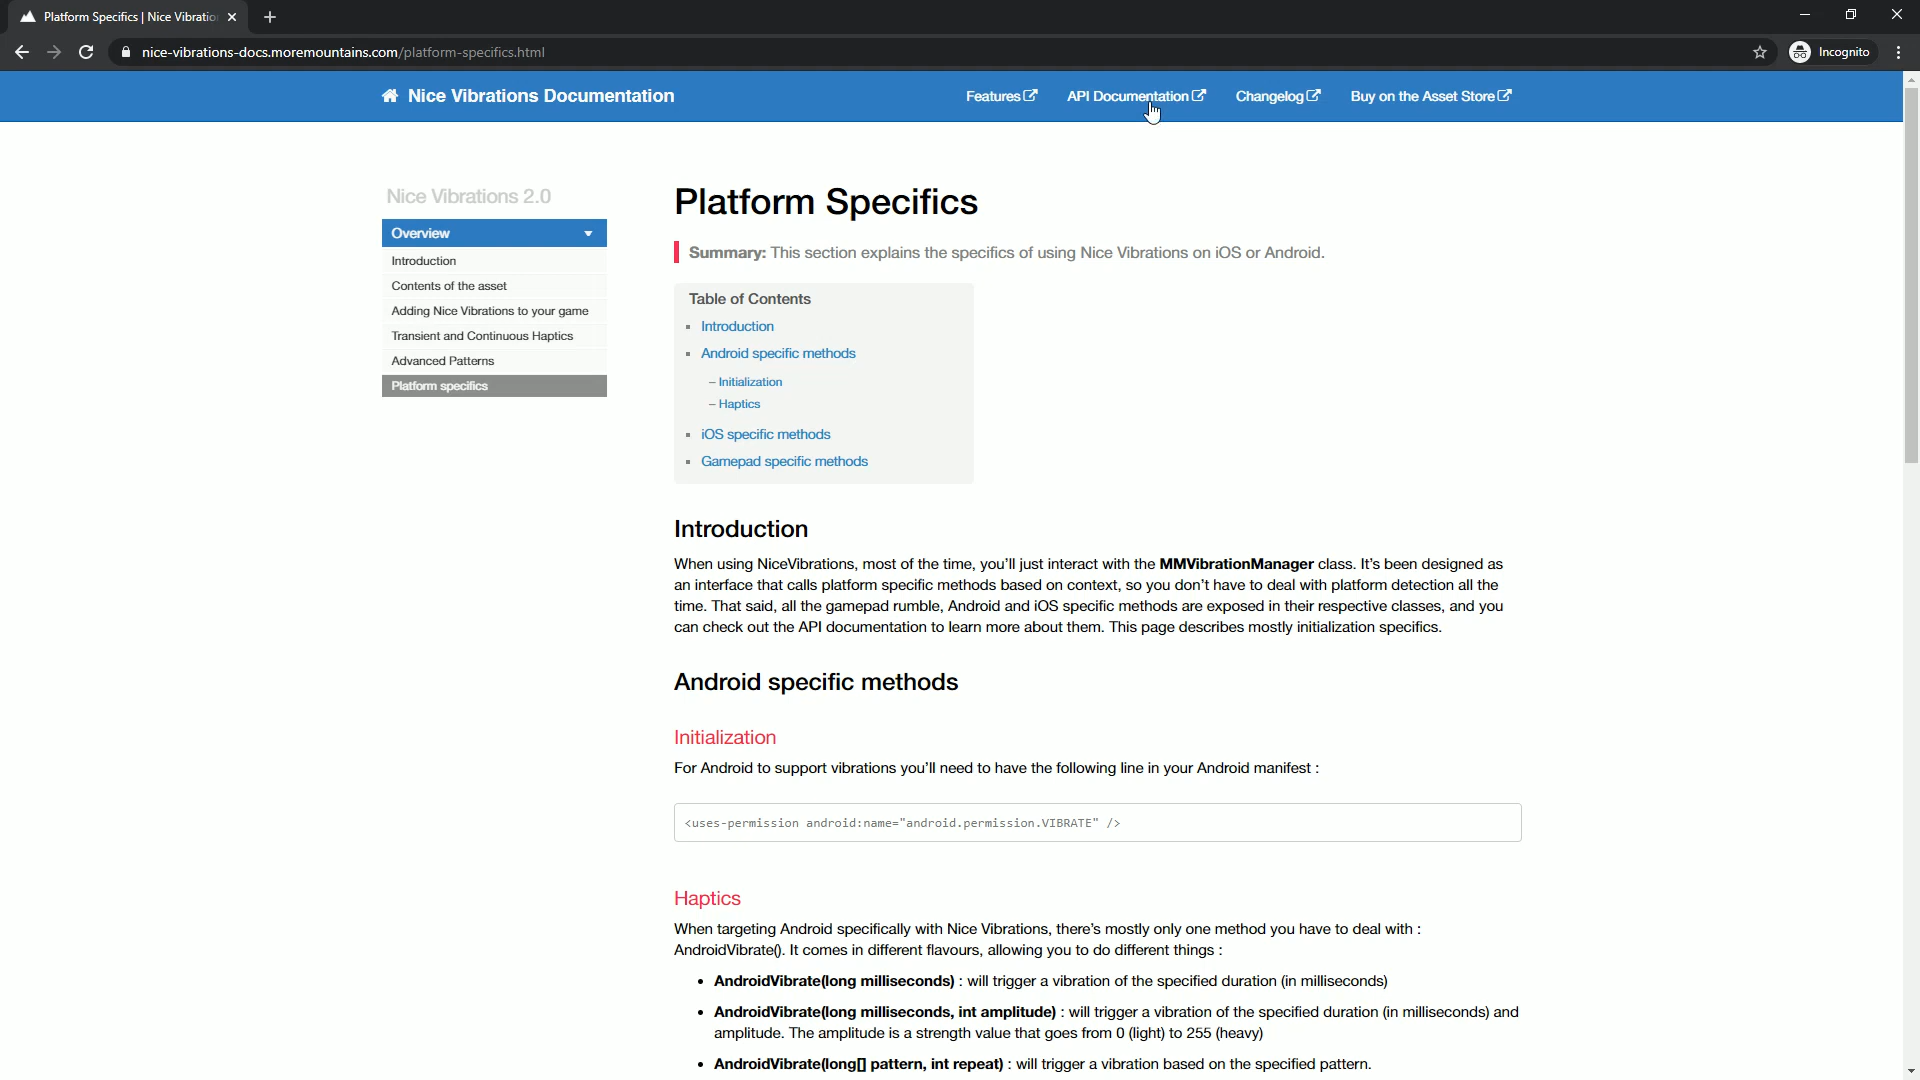 Platform Specifics | Nice Vibratio
nice-vibrations-docs.moremountains.com/platform-specifics.html
Incognito
Nice Vibrations Documentation
Features
API Documentation
Changelog
Buy on the Asset Store
Nice Vibrations 2.0
Overview
Introduction
Contents of the asset
Adding Nice Vibrations to your game
Transient and Continuous Haptics
Advanced Patterns
Platform specifics
Platform Specifics
Summary: This section explains the specifics of using Nice Vibrations on iOS or Android.
Table of Contents
Introduction
Android specific methods
– Initialization
– Haptics
iOS specific methods
Gamepad specific methods
Introduction
When using NiceVibrations, most of the time, you'll just interact with the MMVibrationManager class. It's been designed as
an interface that calls platform specific methods based on context, so you don't have to deal with platform detection all the
time. That said, all the gamepad rumble, Android and iOS specific methods are exposed in their respective classes, and you
can check out the API documentation to learn more about them. This page describes mostly initialization specifics.
Android specific methods
Initialization
For Android to support vibrations you'll need to have the following line in your Android manifest :
<uses-permission android:name="android.permission.VIBRATE" />
Haptics
When targeting Android specifically with Nice Vibrations, there's mostly only one method you have to deal with :
AndroidVibrate(). It comes in different flavours, allowing you to do different things :
• AndroidVibrate(long milliseconds) : will trigger a vibration of the specified duration (in milliseconds)
• AndroidVibrate(long milliseconds, int amplitude) : will trigger a vibration of the specified duration (in milliseconds) and
amplitude. The amplitude is a strength value that goes from 0 (light) to 255 (heavy)
• AndroidVibrate(long[] pattern, int repeat) : will trigger a vibration based on the specified pattern.